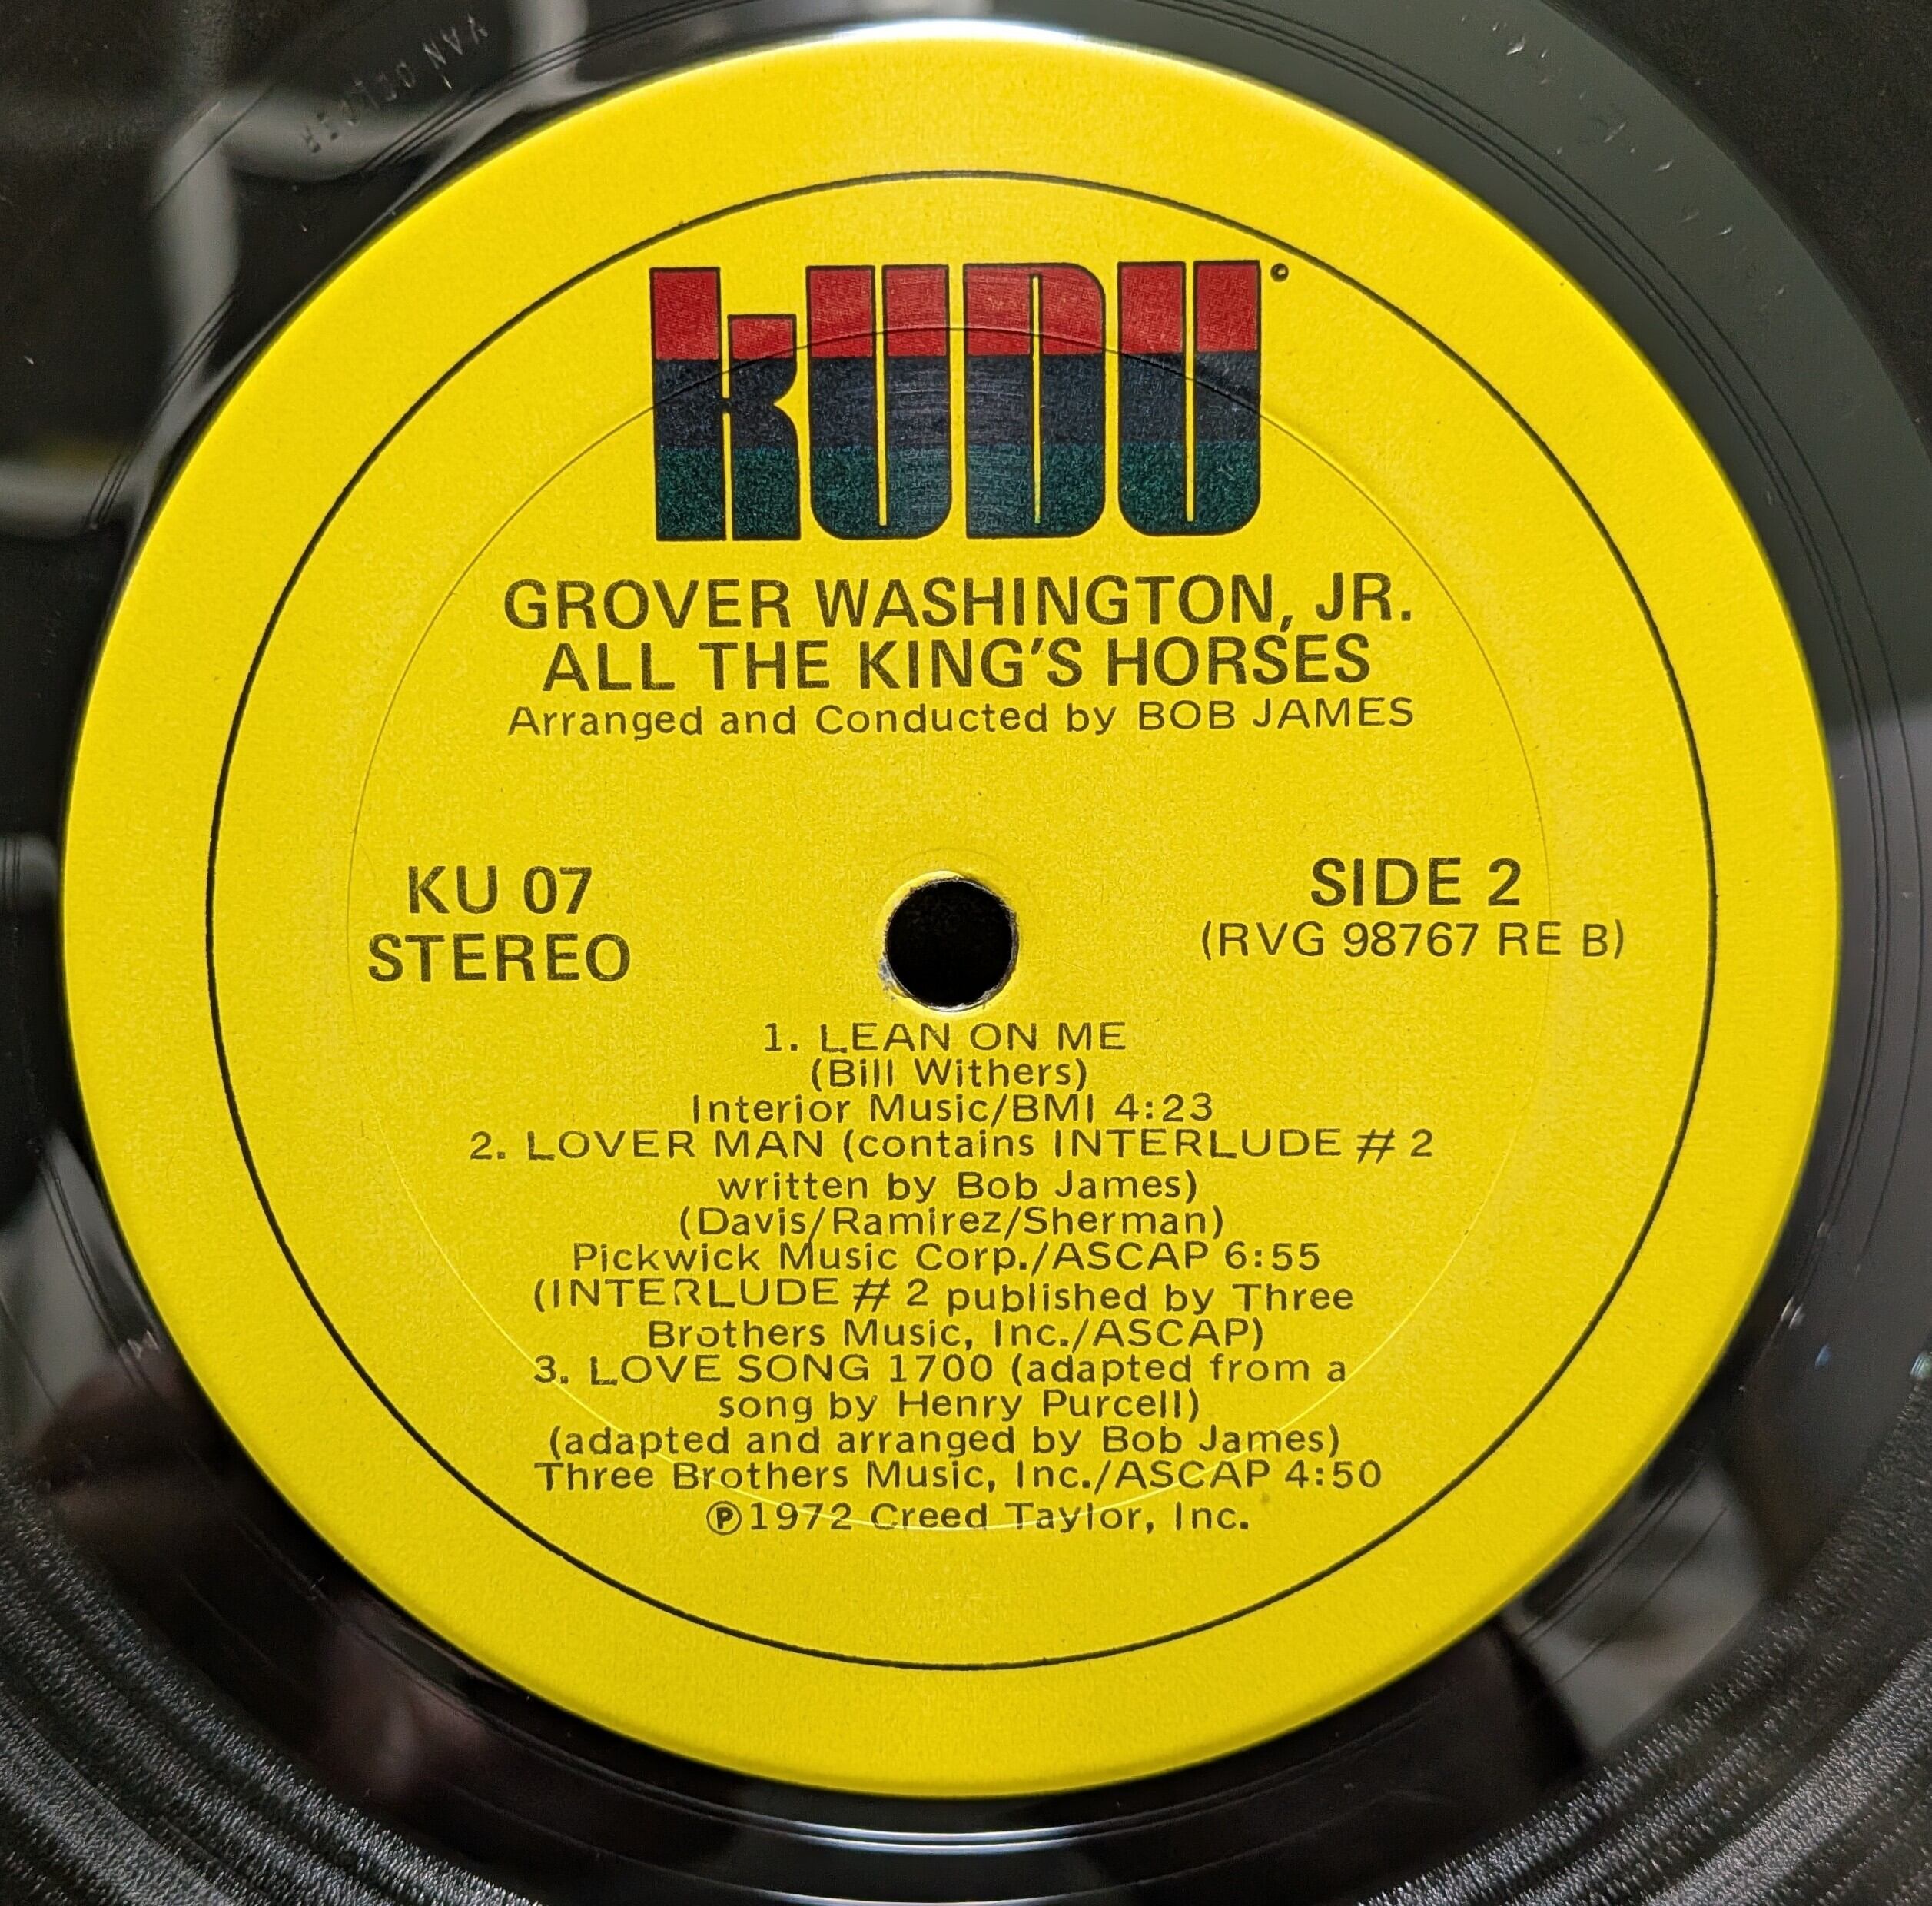 VAN GELDER
KUDU©
GROVER WASHINGTON, JR.
ALL THE KING'S HORSES
Arranged and Conducted by BOB JAMES
KU 07
STEREO
SIDE 2
(RVG 98767 RE B)
1. LEAN ON ME
(Bill Withers)
Interior Music/BMI 4:23
2. LOVER MAN (contains INTERLUDE # 2
written by Bob James)
(Davis/Ramirez/Sherman)
Pickwick Music Corp./ASCAP 6:55
(INTERLUDE # 2 published by Three
Brothers Music, Inc./ASCAP)
3. LOVE SONG 1700 (adapted from a
song by Henry Purcell)
(adapted and arranged by Bob James)
Three Brothers Music, Inc./ASCAP 4:50
℗1972 Creed Taylor, Inc.